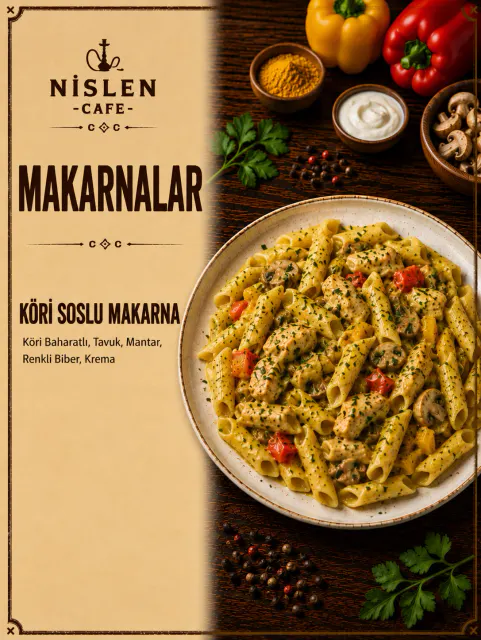 NİSLEN
-CAFE-
MAKARNALAR
KÖRİ SOSLU MAKARNA
Köri Baharatlı, Tavuk, Mantar,
Renkli Biber, Krema